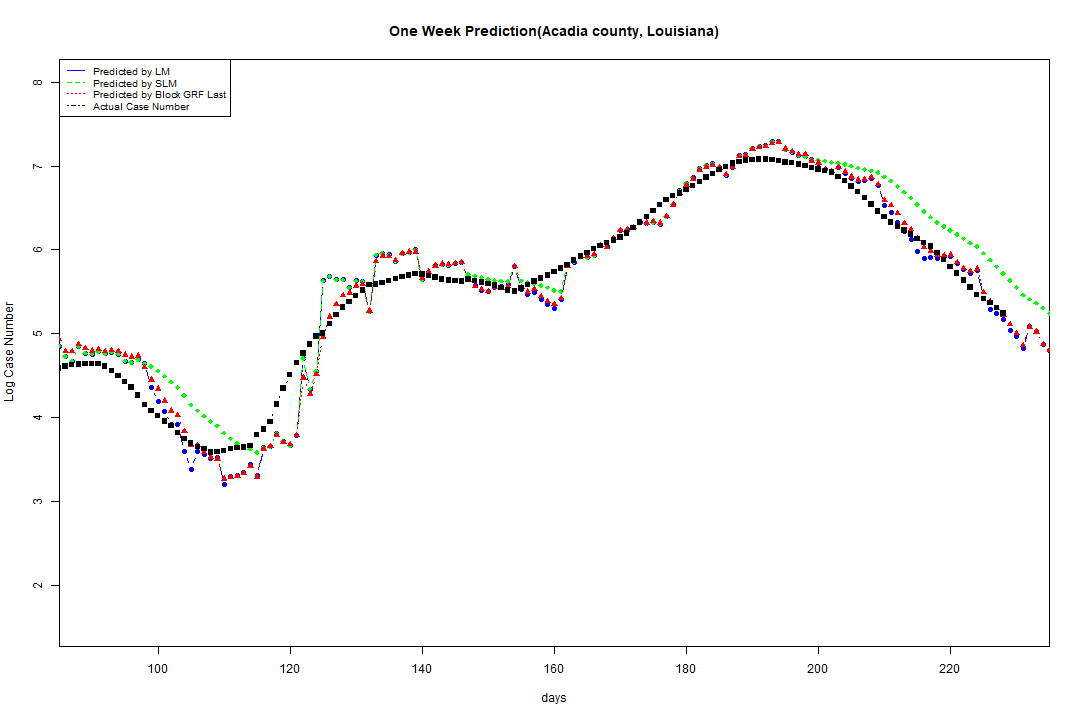 One Week Prediction(Acadia county, Louisiana)
Predicted by LM
Predicted by SLM
Predicted by Block GRF Last
Actual Case Number
8
7
6
5
4
3
2
Log Case Number
100 120 140 160 180 200 220
days